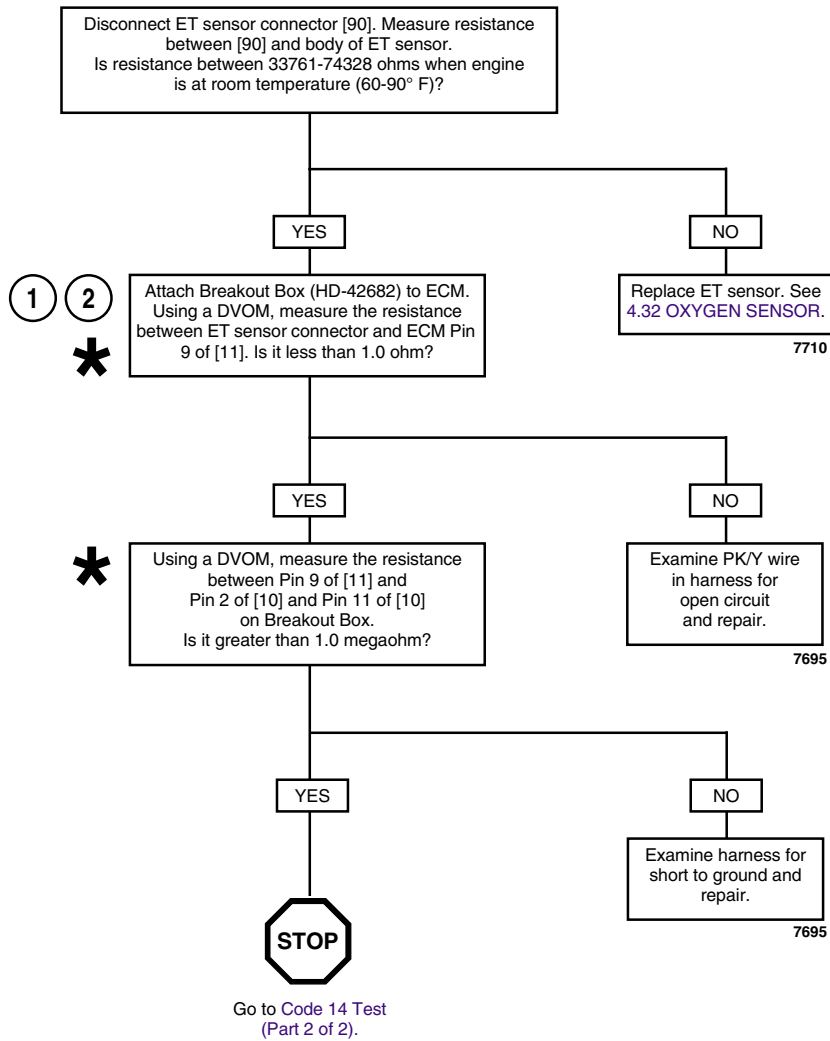 Disconnect ET sensor connector [90]. Measure resistance
between [90] and body of ET sensor.
Is resistance between 33761-74328 ohms when engine
is at room temperature (60-90° F)?
YES
NO
1 2
Attach Breakout Box (HD-42682) to ECM.
Using a DVOM, measure the resistance
between ET sensor connector and ECM Pin
9 of [11]. Is it less than 1.0 ohm?
*
Replace ET sensor. See
4.32 OXYGEN SENSOR.
7710
YES
NO
*
Using a DVOM, measure the resistance
between Pin 9 of [11] and
Pin 2 of [10] and Pin 11 of [10]
on Breakout Box.
Is it greater than 1.0 megaohm?
Examine PK/Y wire
in harness for
open circuit
and repair.
7695
YES
NO
Examine harness for
short to ground and
repair.
7695
STOP
Go to Code 14 Test
(Part 2 of 2).